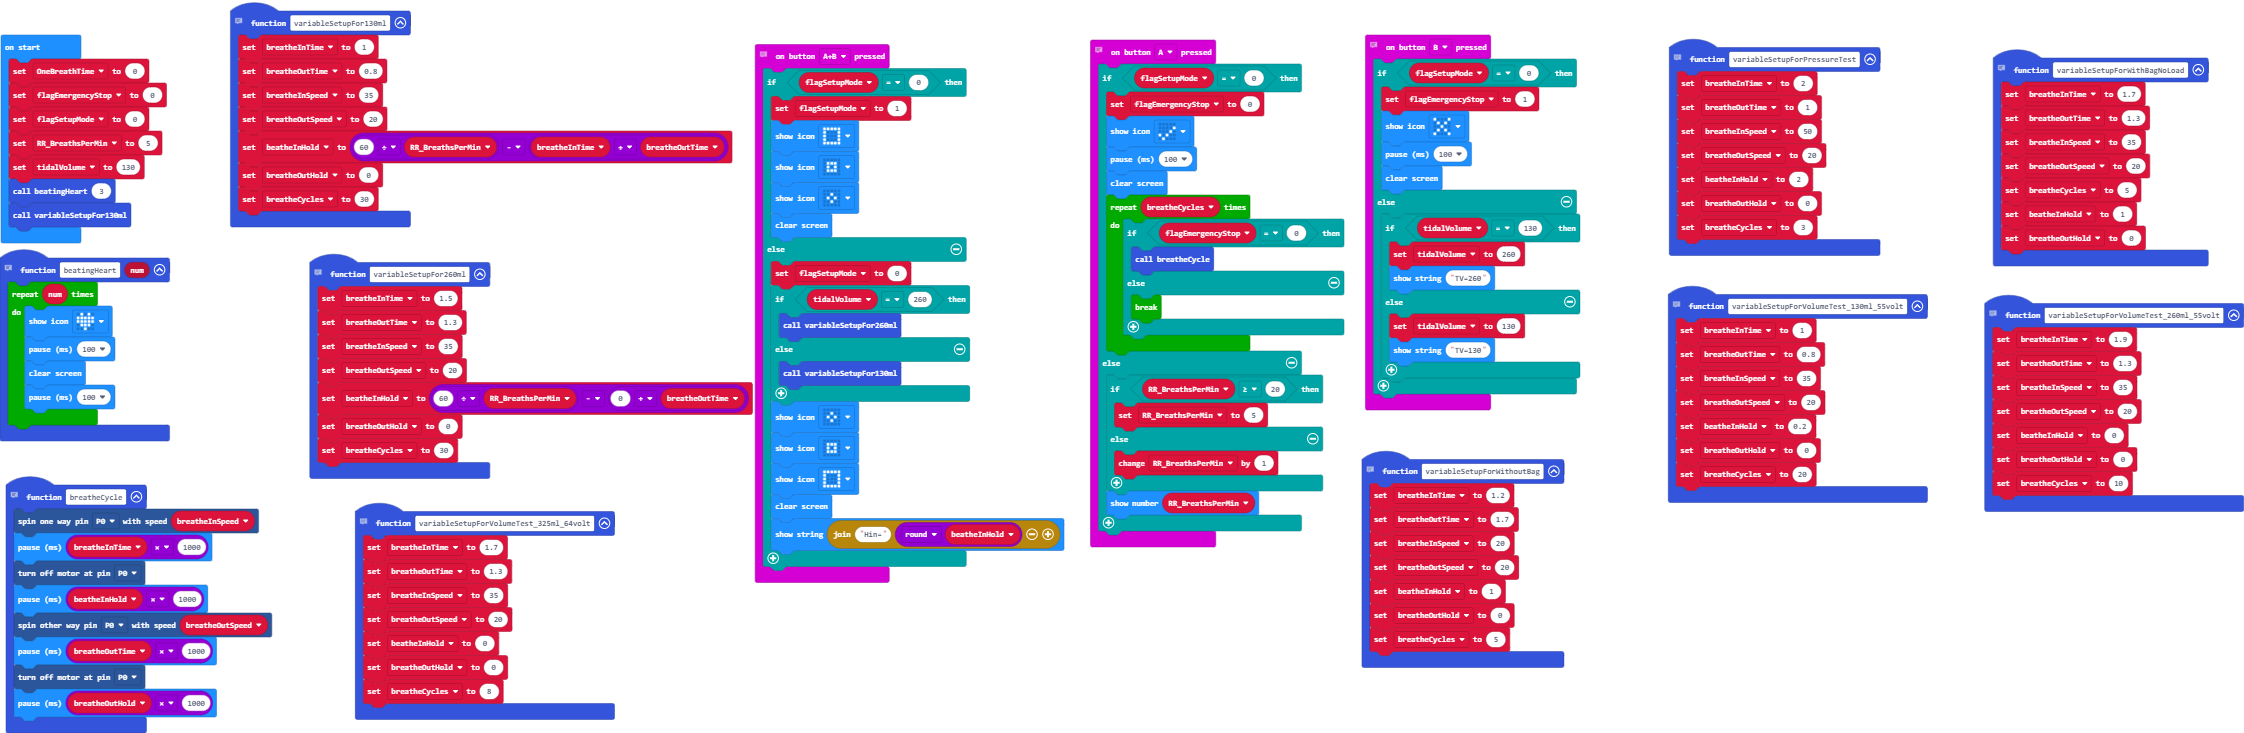 on start
set OneBreathTime to 0
set flagEmergencyStop to 0
set flagSetupMode to 0
set RR_BreathsPerMin to 5
set tidalVolume to 130
call beatingHeart 3
call variableSetupFor130ml
function beatingHeart num
repeat num times
do
show icon
pause (ms) 100
clear screen
pause (ms) 100
function breatheCycle
spin one way pin P0 with speed breatheInSpeed
pause (ms) breatheInTime × 1000
turn off motor at pin P0
pause (ms) beatheInHold × 1000
spin other way pin P0 with speed breatheOutSpeed
pause (ms) breatheOutTime × 1000
turn off motor at pin P0
pause (ms) breatheOutHold × 1000
function variableSetupFor130ml
set breatheInTime to 1
set breatheOutTime to 0.8
set breatheInSpeed to 35
set breatheOutSpeed to 20
set beatheInHold to 60 ÷ RR_BreathsPerMin - breatheInTime + breatheOutTime
set breatheOutHold to 0
set breatheCycles to 30
function variableSetupFor260ml
set breatheInTime to 1.5
set breatheOutTime to 1.3
set breatheInSpeed to 35
set breatheOutSpeed to 20
set beatheInHold to 60 ÷ RR_BreathsPerMin - 0 + breatheOutTime
set breatheOutHold to 0
set breatheCycles to 30
function variableSetupForVolumeTest_325ml_64volt
set breatheInTime to 1.7
set breatheOutTime to 1.3
set breatheInSpeed to 35
set breatheOutSpeed to 20
set beatheInHold to 0
set breatheOutHold to 0
set breatheCycles to 8
on button A+B pressed
if flagSetupMode = 0 then
set flagSetupMode to 1
show icon
show icon
show icon
clear screen
else
set flagSetupMode to 0
if tidalVolume = 260 then
call variableSetupFor260ml
else
call variableSetupFor130ml
show icon
show icon
show icon
clear screen
show string join "Hin=" round beatheInHold
on button A pressed
if flagSetupMode = 0 then
set flagEmergencyStop to 0
show icon
pause (ms) 100
clear screen
repeat breatheCycles times
do if flagEmergencyStop = 0 then
call breatheCycle
else
break
else
if RR_BreathsPerMin ≥ 20 then
set RR_BreathsPerMin to 5
else
change RR_BreathsPerMin by 1
show number RR_BreathsPerMin
on button B pressed
if flagSetupMode = 0 then
set flagEmergencyStop to 1
show icon
pause (ms) 100
clear screen
else
if tidalVolume = 130 then
set tidalVolume to 260
show string "TV=260"
else
set tidalVolume to 130
show string "TV=130"
function variableSetupForWithoutBag
set breatheInTime to 1.2
set breatheOutTime to 1.7
set breatheInSpeed to 20
set breatheOutSpeed to 20
set beatheInHold to 1
set breatheOutHold to 0
set breatheCycles to 5
function variableSetupForPressureTest
set breatheInTime to 2
set breatheOutTime to 1
set breatheInSpeed to 50
set breatheOutSpeed to 20
set beatheInHold to 2
set breatheOutHold to 0
set breatheCycles to 3
function variableSetupForVolumeTest_130ml_55volt
set breatheInTime to 1
set breatheOutTime to 0.8
set breatheInSpeed to 35
set breatheOutSpeed to 20
set beatheInHold to 0.2
set breatheOutHold to 0
set breatheCycles to 20
function variableSetupForWithBagNoLoad
set breatheInTime to 1.7
set breatheOutTime to 1.3
set breatheInSpeed to 35
set breatheOutSpeed to 20
set breatheCycles to 5
set beatheInHold to 1
set breatheOutHold to 0
function variableSetupForVolumeTest_260ml_55volt
set breatheInTime to 1.9
set breatheOutTime to 1.3
set breatheInSpeed to 35
set breatheOutSpeed to 20
set beatheInHold to 0
set breatheOutHold to 0
set breatheCycles to 10